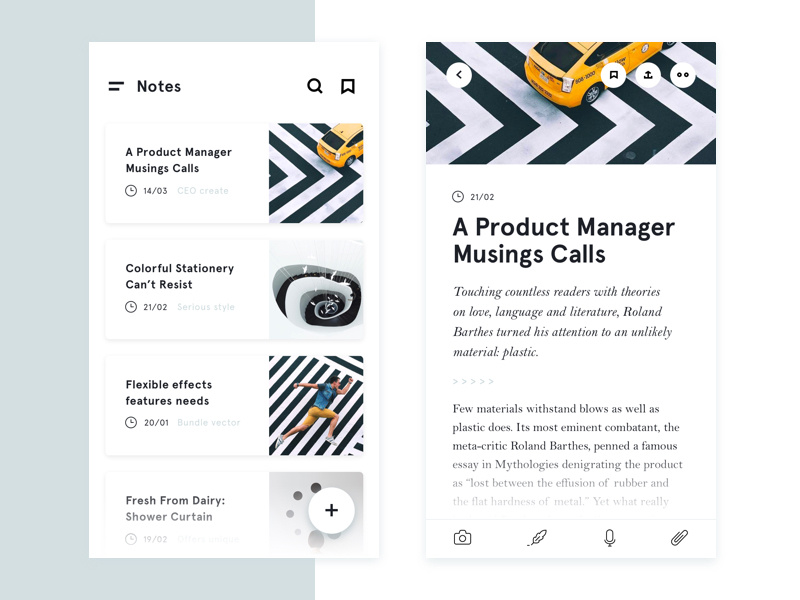 Notes
A Product Manager
Musings Calls
14/03 CEO create
Colorful Stationery
Can't Resist
21/02 Serious style
Flexible effects
features needs
20/01 Bundle vector
Fresh From Dairy:
Shower Curtain
19/02 Offers unique
21/02
A Product Manager
Musings Calls
Touching countless readers with theories
on love, language and literature, Roland
Barthes turned his attention to an unlikely
material: plastic.
> > > > >
Few materials withstand blows as well as
plastic does. Its most eminent combatant, the
meta-critic Roland Barthes, penned a famous
essay in Mythologies denigrating the product
as “lost between the effusion of rubber and
the flat hardness of metal.” Yet what really